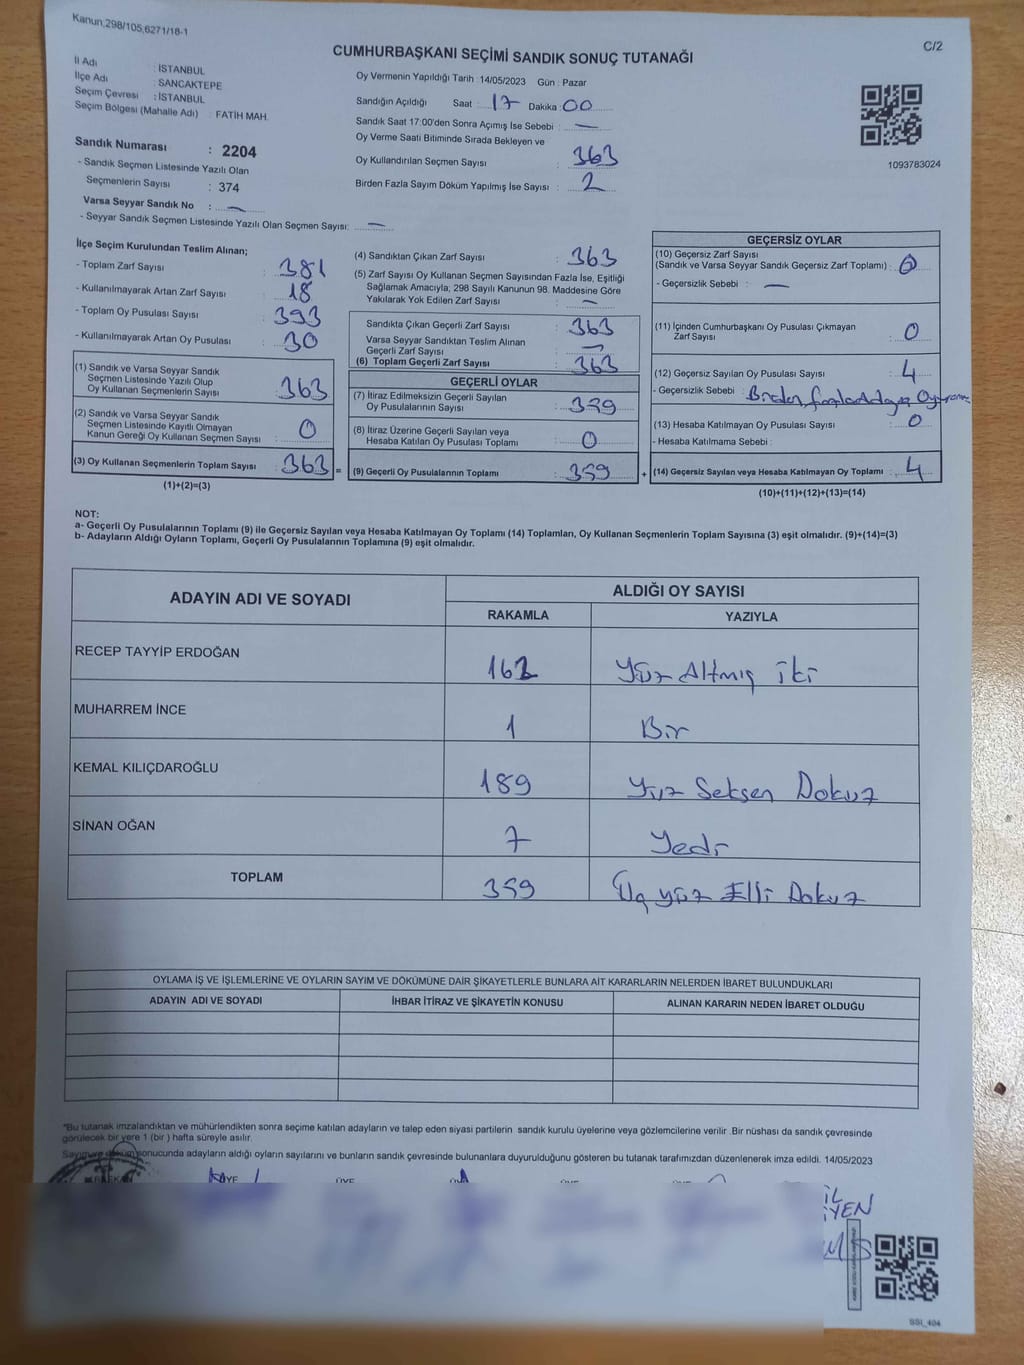 Kanun,298/105,6271/18-1
C/2
CUMHURBAŞKANI SEÇİMİ SANDIK SONUÇ TUTANAĞI
İl Adı : İSTANBUL
İlçe Adı : SANCAKTEPE
Seçim Çevresi : İSTANBUL
Seçim Bölgesi (Mahalle Adı) : FATİH MAH.
Oy Vermenin Yapıldığı Tarih :14/05/2023 Gün : Pazar
Sandığın Açıldığı Saat : 17 Dakika : 00
Sandık Saat 17:00'den Sonra Açımış İse Sebebi : —
Oy Verme Saati Bitiminde Sırada Bekleyen ve
Oy Kullandırılan Seçmen Sayısı : 363
Birden Fazla Sayım Döküm Yapılmış İse Sayısı : 2
1093783024
Sandık Numarası : 2204
- Sandık Seçmen Listesinde Yazılı Olan
Seçmenlerin Sayısı : 374
Varsa Seyyar Sandık No : —
- Seyyar Sandık Seçmen Listesinde Yazılı Olan Seçmen Sayısı: —
İlçe Seçim Kurulundan Teslim Alınan;
- Toplam Zarf Sayısı : 381
- Kullanılmayarak Artan Zarf Sayısı : 18
- Toplam Oy Pusulası Sayısı : 393
- Kullanılmayarak Artan Oy Pusulası : 30
(1) Sandık ve Varsa Seyyar Sandık
Seçmen Listesinde Yazılı Olup
Oy Kullanan Seçmenlerin Sayısı : 363
(2) Sandık ve Varsa Seyyar Sandık
Seçmen Listesinde Kayıtlı Olmayan
Kanun Gereği Oy Kullanan Seçmen Sayısı : 0
(3) Oy Kullanan Seçmenlerin Toplam Sayısı : 363 =
(1)+(2)=(3)
(4) Sandıktan Çıkan Zarf Sayısı : 363
(5) Zarf Sayısı Oy Kullanan Seçmen Sayısından Fazla İse, Eşitliği
Sağlamak Amacıyla; 298 Sayılı Kanunun 98. Maddesine Göre
Yakılarak Yok Edilen Zarf Sayısı : —
Sandıkta Çıkan Geçerli Zarf Sayısı : 363
Varsa Seyyar Sandıktan Teslim Alınan
Geçerli Zarf Sayısı : —
(6) Toplam Geçerli Zarf Sayısı : 363
GEÇERLİ OYLAR
(7) İtiraz Edilmeksizin Geçerli Sayılan
Oy Pusulalarının Sayısı : 359
(8) İtiraz Üzerine Geçerli Sayılan veya
Hesaba Katılan Oy Pusulası Toplamı : 0
(9) Geçerli Oy Pusulalarının Toplamı : 359 +
GEÇERSİZ OYLAR
(10) Geçersiz Zarf Sayısı
(Sandık ve Varsa Seyyar Sandık Geçersiz Zarf Toplamı) : 0
- Geçersizlik Sebebi : —
(11) İçinden Cumhurbaşkanı Oy Pusulası Çıkmayan
Zarf Sayısı : 0
(12) Geçersiz Sayılan Oy Pusulası Sayısı : 4
- Geçersizlik Sebebi : Birden fazla Adaya
(13) Hesaba Katılmayan Oy Pusulası Sayısı : 0
- Hesaba Katılmama Sebebi :
(14) Geçersiz Sayılan veya Hesaba Katılmayan Oy Toplamı : 4
(10)+(11)+(12)+(13)=(14)
NOT:
a- Geçerli Oy Pusulalarının Toplamı (9) ile Geçersiz Sayılan veya Hesaba Katılmayan Oy Toplamı (14) Toplamları, Oy Kullanan Seçmenlerin Toplam Sayısına (3) eşit olmalıdır. (9)+(14)=(3)
b- Adayların Aldığı Oyların Toplamı, Geçerli Oy Pusulalarının Toplamına (9) eşit olmalıdır.
ADAYIN ADI VE SOYADI
ALDIĞI OY SAYISI
RAKAMLA YAZIYLA
RECEP TAYYİP ERDOĞAN 162 Yüz Altmış iki
MUHARREM İNCE 1 Bir
KEMAL KILIÇDAROĞLU 189 Yüz Seksen Dokuz
SİNAN OĞAN 7 Yedi
TOPLAM 359 Üç yüz Elli Dokuz
OYLAMA İŞ VE İŞLEMLERİNE VE OYLARIN SAYIM VE DÖKÜMÜNE DAİR ŞİKAYETLERLE BUNLARA AİT KARARLARIN NELERDEN İBARET BULUNDUKLARI
ADAYIN ADI VE SOYADI İHBAR İTİRAZ VE ŞİKAYETİN KONUSU ALINAN KARARIN NEDEN İBARET OLDUĞU
*Bu tutanak imzalandıktan ve mühürlendikten sonra seçime katılan adayların ve talep eden siyasi partilerin sandık kurulu üyelerine veya gözlemcilerine verilir .Bir nüshası da sandık çevresinde
görülecek bir yere 1 (bir ) hafta süreyle asılır.
Sayım ve döküm sonucunda adayların aldığı oyların sayılarını ve bunların sandık çevresinde bulunanlara duyurulduğunu gösteren bu tutanak tarafımızdan düzenlenerek imza edildi. 14/05/2023
SSI_404